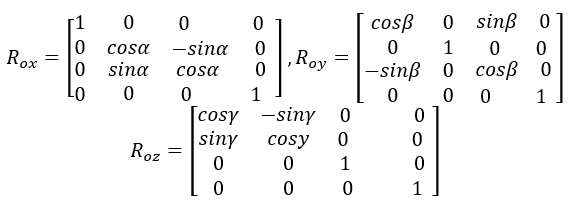 1 0 0 0 cosβ 0 sinβ 0
R_ox = 0 cosα −sinα 0 , R_oy = 0 1 0 0
0 sinα cosα 0 −sinβ 0 cosβ 0
0 0 0 1 0 0 0 1
cosγ −sinγ 0 0
R_oz = sinγ cosy 0 0
0 0 1 0
0 0 0 1